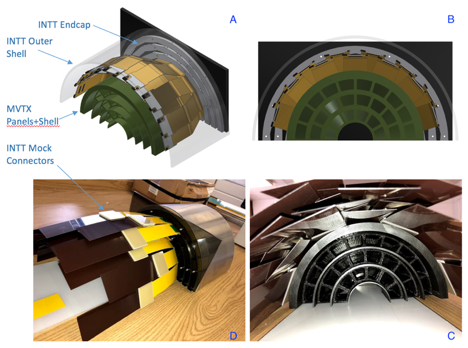 INTT Endcap
A
B
INTT Outer
Shell
MVTX
Panels+Shell
INTT Mock
Connectors
D
C